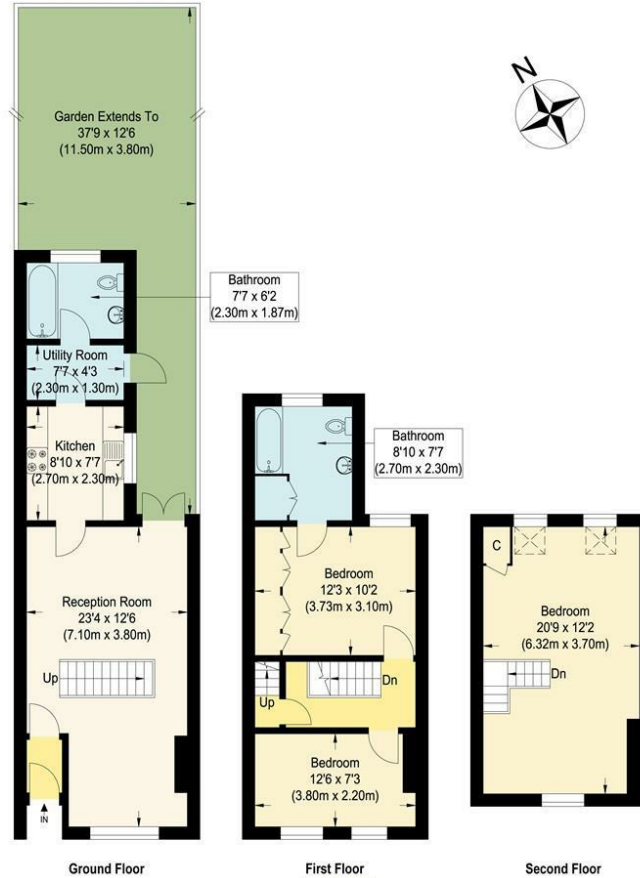 N
Garden Extends To
37'9 x 12'6
(11.50m x 3.80m)
Bathroom
7'7 x 6'2
(2.30m x 1.87m)
Utility Room
7'7 x 4'3
(2.30m x 1.30m)
Kitchen
8'10 x 7'7
(2.70m x 2.30m)
Reception Room
23'4 x 12'6
(7.10m x 3.80m)
Up
IN
Ground Floor
Bathroom
8'10 x 7'7
(2.70m x 2.30m)
Bedroom
12'3 x 10'2
(3.73m x 3.10m)
Up
Dn
Bedroom
12'6 x 7'3
(3.80m x 2.20m)
First Floor
C
Bedroom
20'9 x 12'2
(6.32m x 3.70m)
Dn
Second Floor